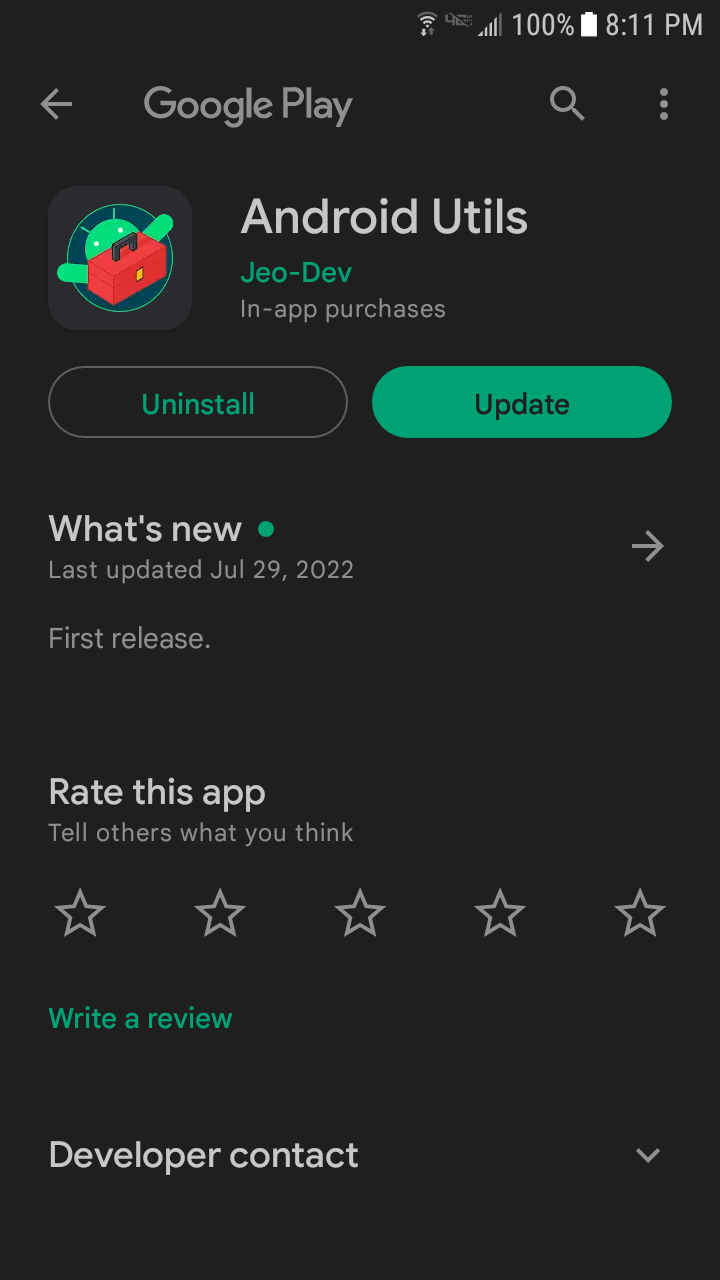 100% 8:11 PM
Google Play
Android Utils
Jeo-Dev
In-app purchases
Uninstall
Update
What's new
Last updated Jul 29, 2022
First release.
Rate this app
Tell others what you think
Write a review
Developer contact